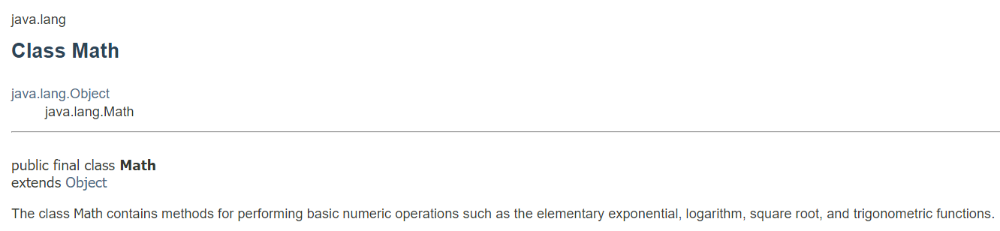 java.lang
Class Math
java.lang.Object
java.lang.Math
public final class Math
extends Object
The class Math contains methods for performing basic numeric operations such as the elementary exponential, logarithm, square root, and trigonometric functions.